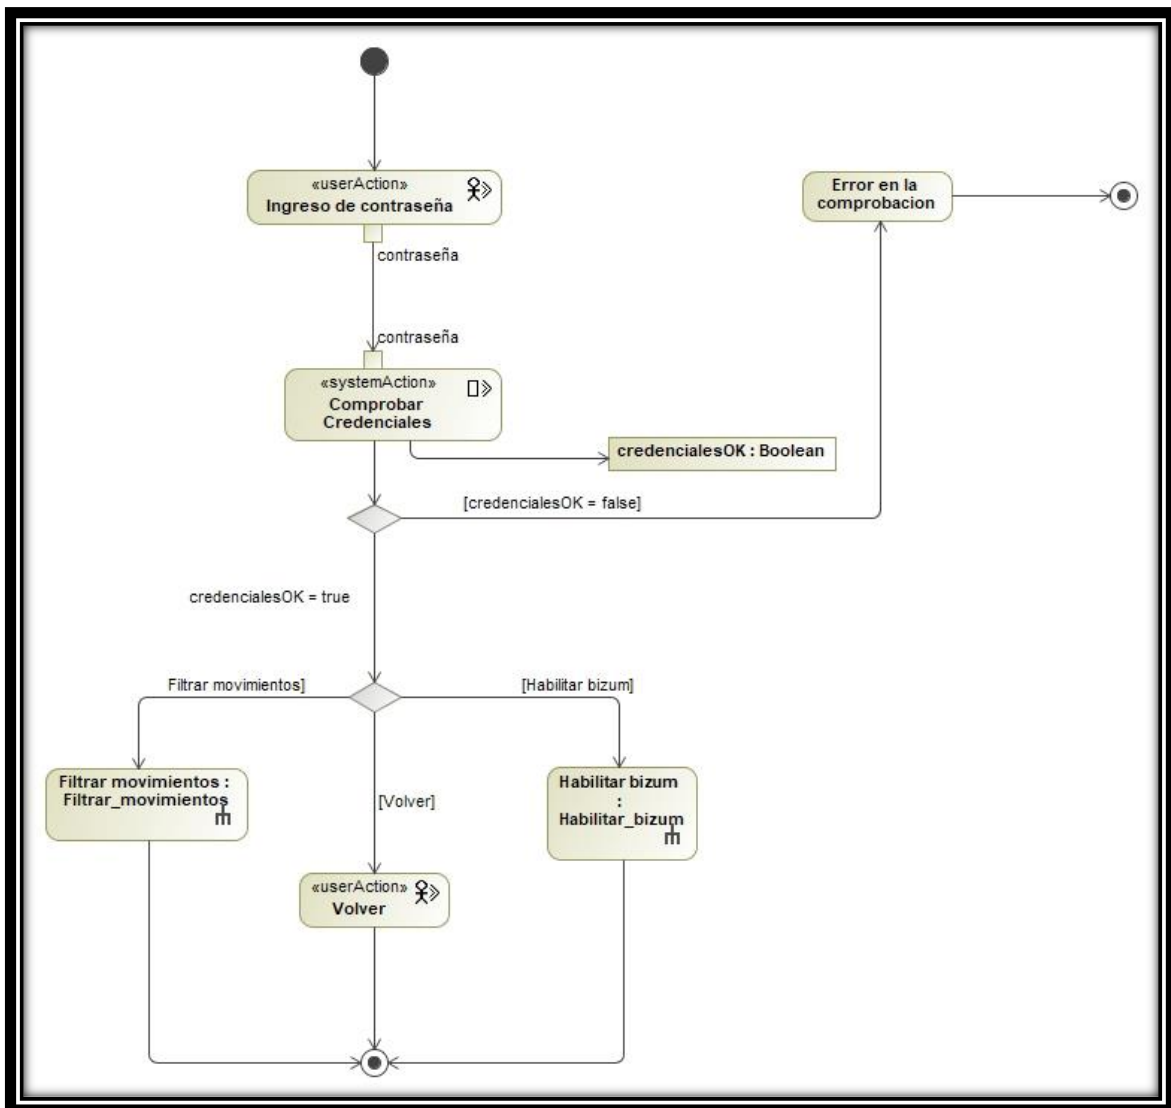 «userAction»
Ingreso de contraseña
contraseña
contraseña
«systemAction»
Comprobar
Credenciales
credencialesOK : Boolean
[credencialesOK = false]
Error en la
comprobacion
credencialesOK = true
Filtrar movimientos]
[Habilitar bizum]
[Volver]
Filtrar movimientos :
Filtrar_movimientos
Habilitar bizum
:
Habilitar_bizum
«userAction»
Volver